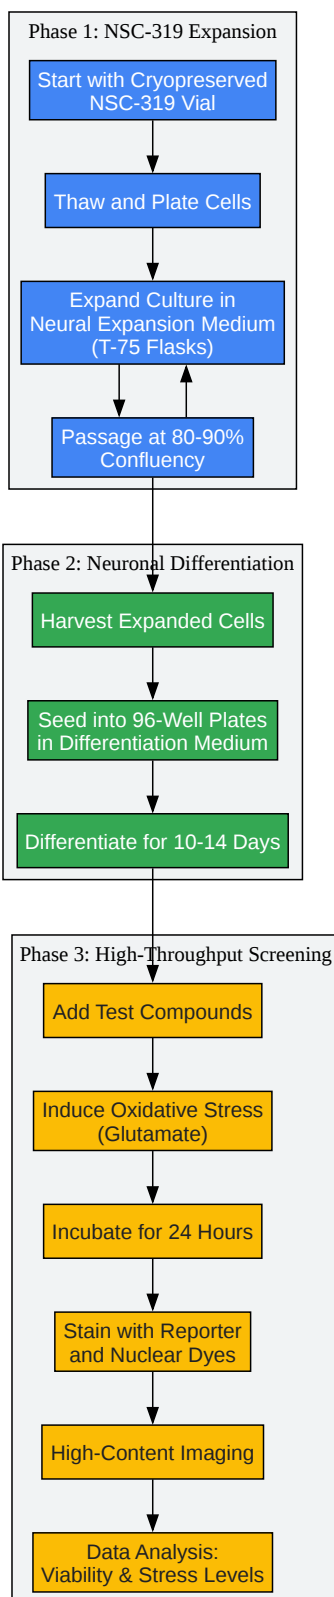 Phase 1: NSC-319 Expansion
Start with Cryopreserved
NSC-319 Vial
Thaw and Plate Cells
Expand Culture in
Neural Expansion Medium
(T-75 Flasks)
Passage at 80-90%
Confluency
Phase 2: Neuronal Differentiation
Harvest Expanded Cells
Seed into 96-Well Plates
in Differentiation Medium
Differentiate for 10-14 Days
Phase 3: High-Throughput Screening
Add Test Compounds
Induce Oxidative Stress
(Glutamate)
Incubate for 24 Hours
Stain with Reporter
and Nuclear Dyes
High-Content Imaging
Data Analysis:
Viability & Stress Levels